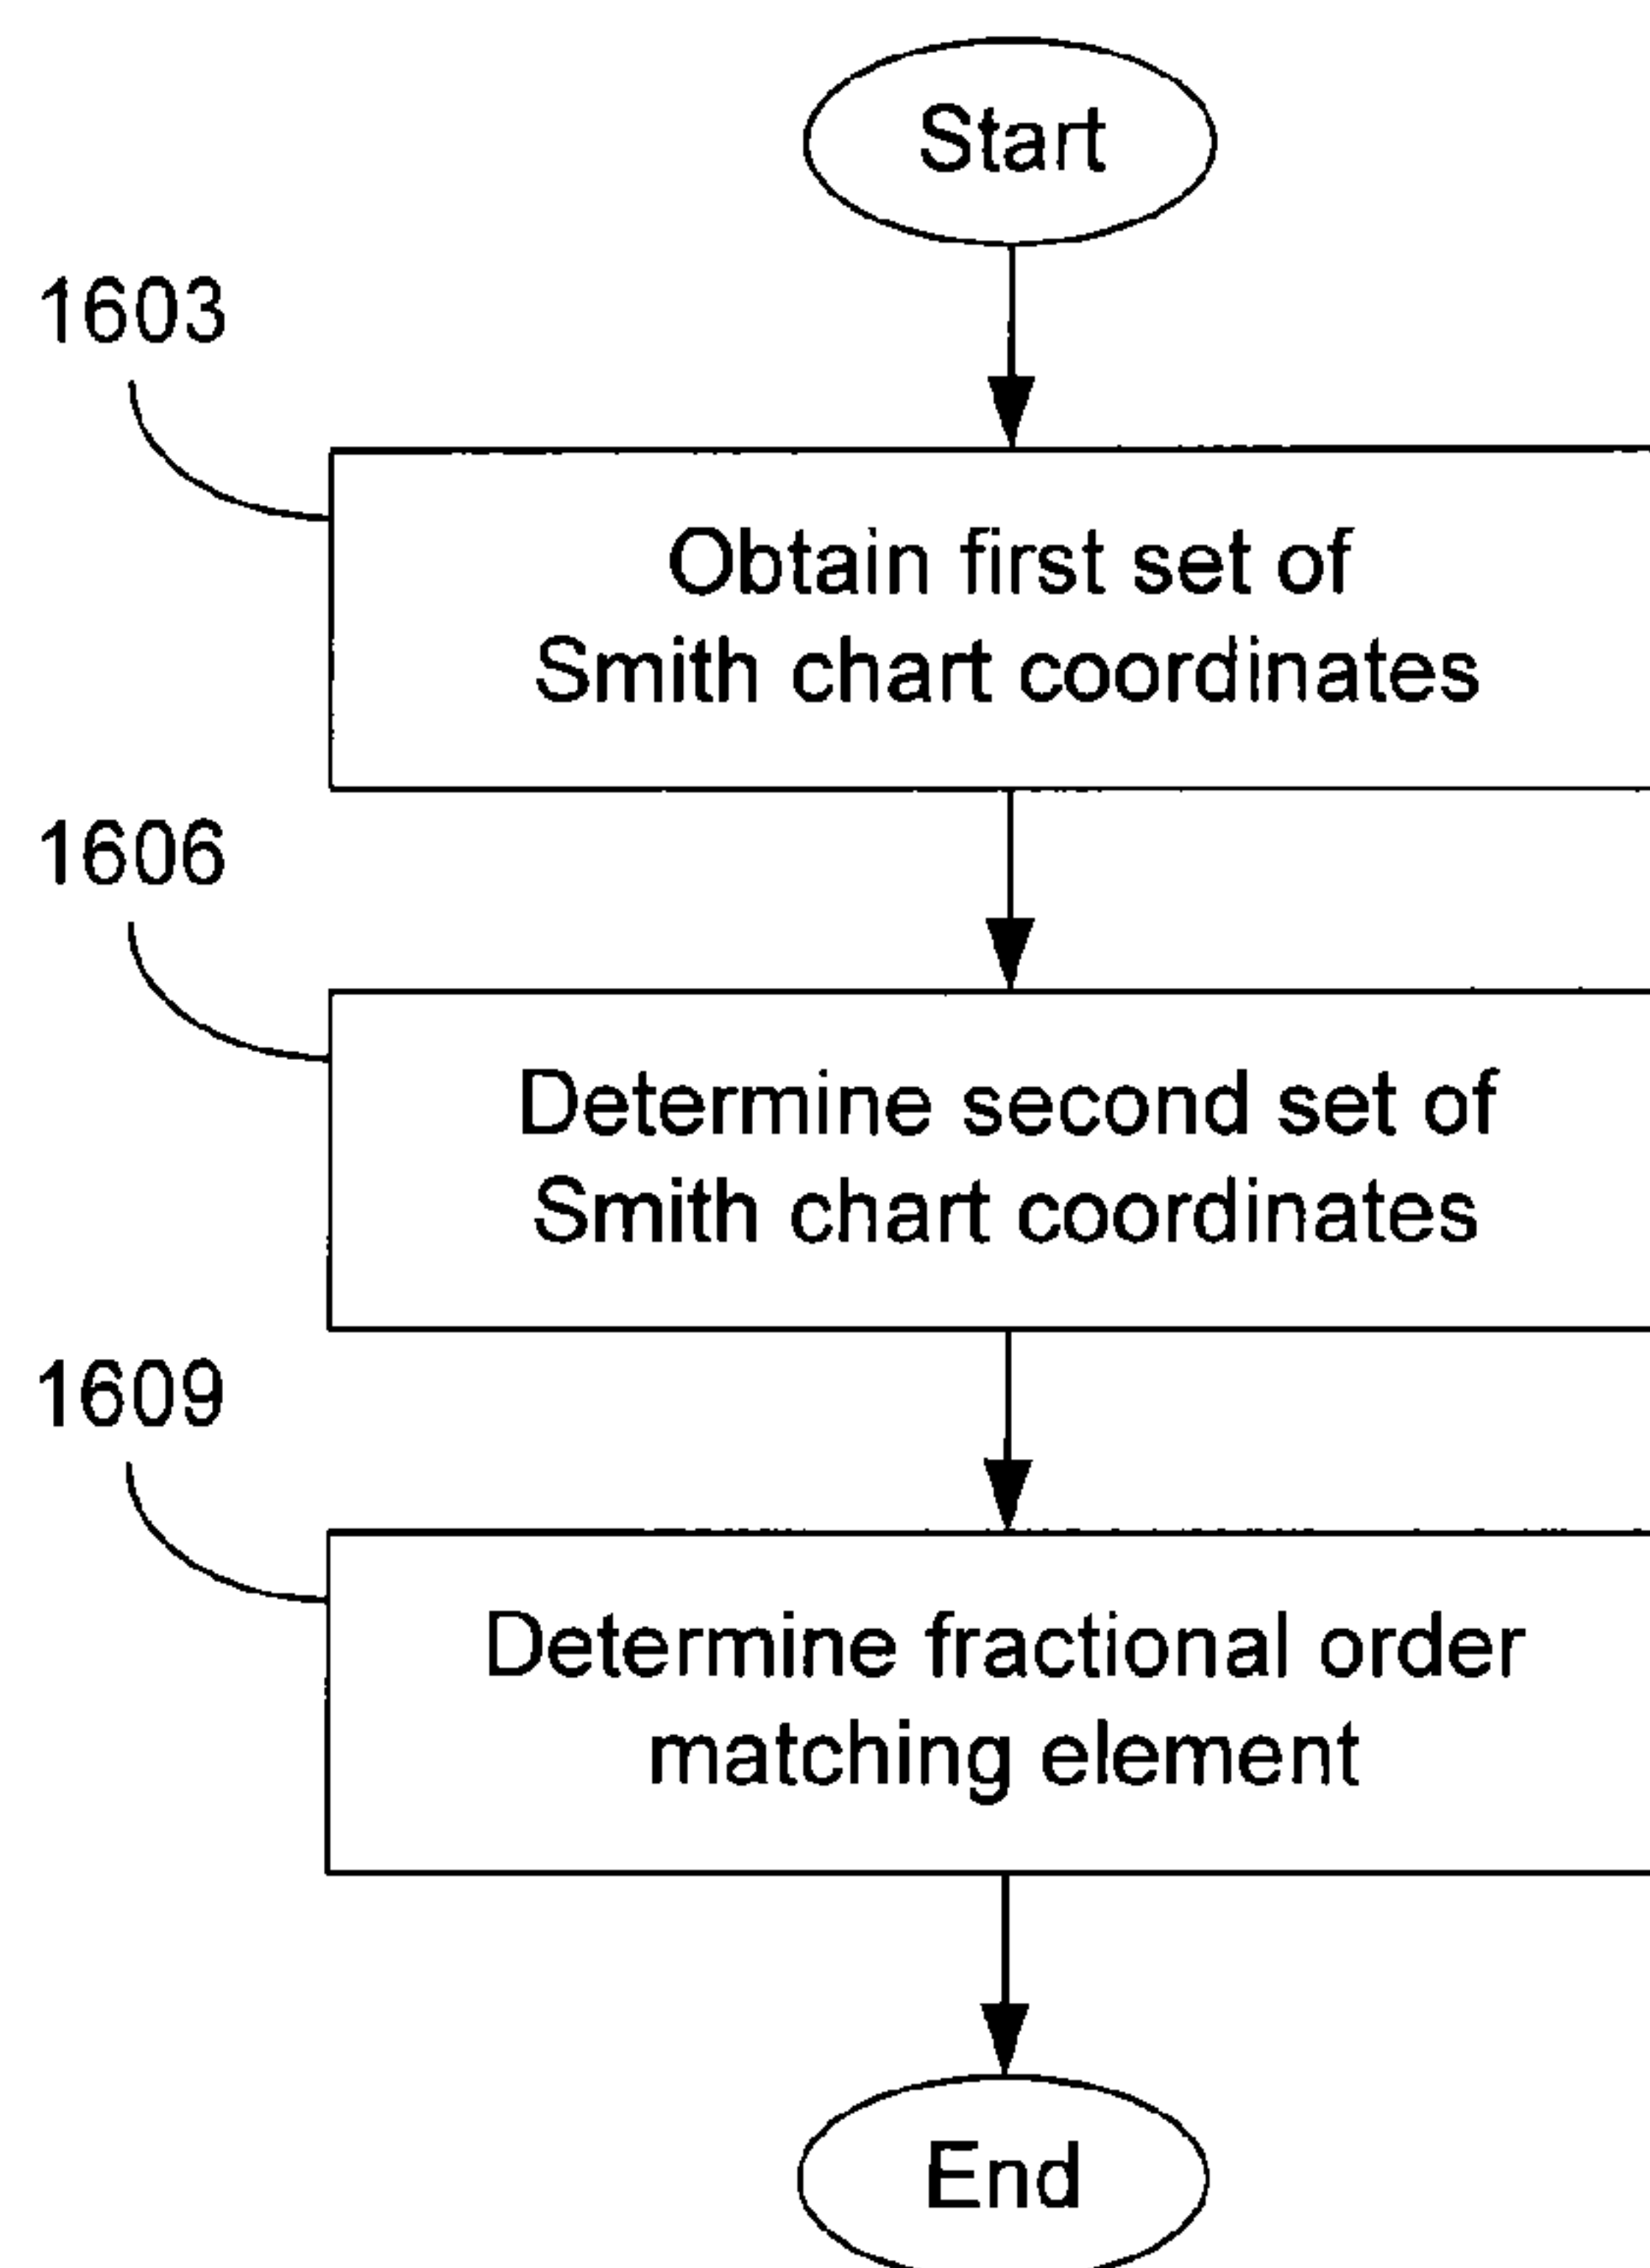 Start
1603
Obtain first set of
Smith chart coordinates
1606
Determine second set of
Smith chart coordinates
1609
Determine fractional order
matching element
End